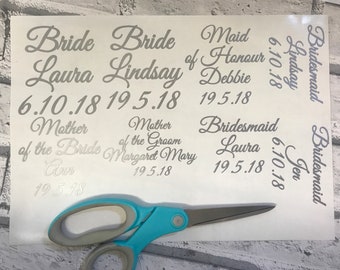 Bride
Laura
6.10.18
Bride
Lindsay
19.5.18
Maid
of Honour
Debbie
19.5.18
Bridesmaid
Lindsay
6.10.18
Mother
of the Bride
Ann
19.5.18
Mother
of the Groom
Margaret Mary
19.5.18
Bridesmaid
Laura
19.5.18
Bridesmaid
Jen
6.10.18